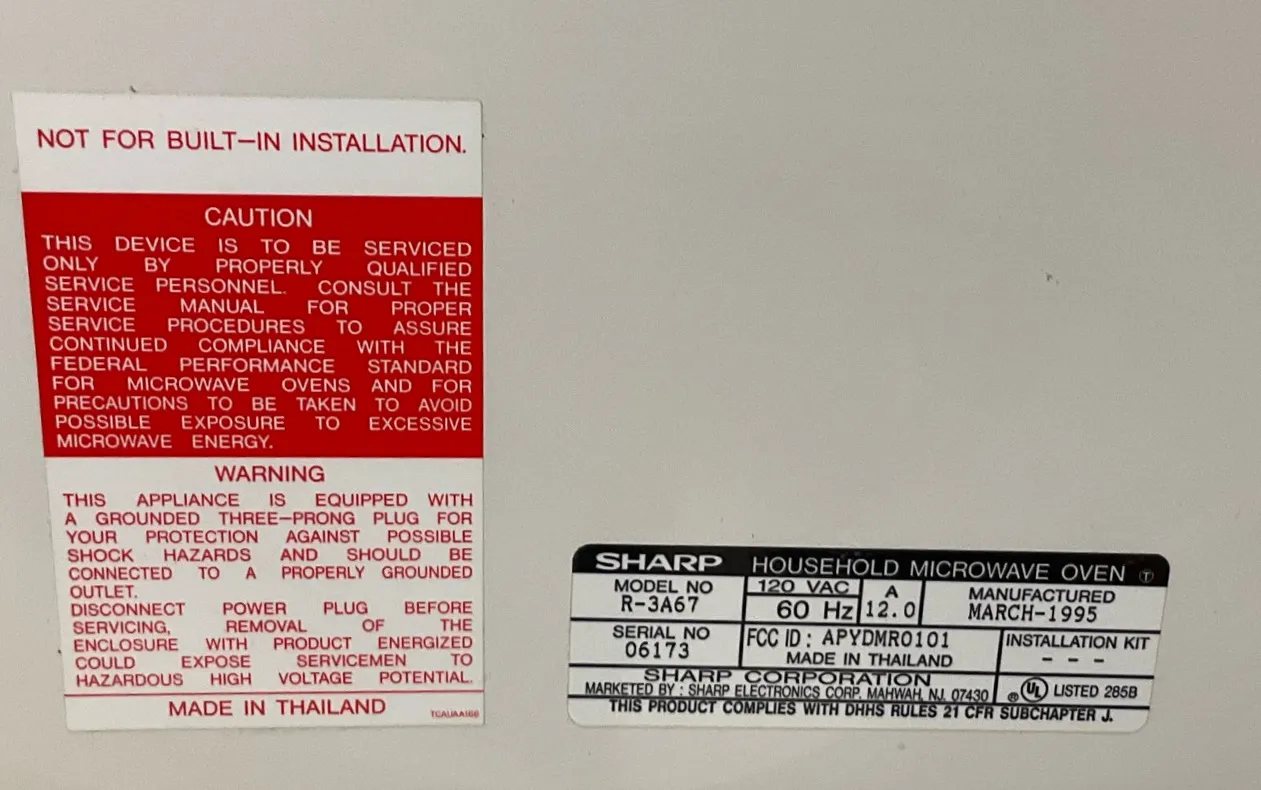 NOT FOR BUILT–IN INSTALLATION.
CAUTION
THIS DEVICE IS TO BE SERVICED
ONLY BY PROPERLY QUALIFIED
SERVICE PERSONNEL. CONSULT THE
SERVICE MANUAL FOR PROPER
SERVICE PROCEDURES TO ASSURE
CONTINUED COMPLIANCE WITH THE
FEDERAL PERFORMANCE STANDARD
FOR MICROWAVE OVENS AND FOR
PRECAUTIONS TO BE TAKEN TO AVOID
POSSIBLE EXPOSURE TO EXCESSIVE
MICROWAVE ENERGY.
WARNING
THIS APPLIANCE IS EQUIPPED WITH
A GROUNDED THREE–PRONG PLUG FOR
YOUR PROTECTION AGAINST POSSIBLE
SHOCK HAZARDS AND SHOULD BE
CONNECTED TO A PROPERLY GROUNDED
OUTLET.
DISCONNECT POWER PLUG BEFORE
SERVICING, REMOVAL OF THE
ENCLOSURE WITH PRODUCT ENERGIZED
COULD EXPOSE SERVICEMEN TO
HAZARDOUS HIGH VOLTAGE POTENTIAL.
MADE IN THAILAND
SHARP HOUSEHOLD MICROWAVE OVEN T
MODEL NO
R-3A67
120 VAC
60 Hz
A
12.0
MANUFACTURED
MARCH-1995
SERIAL NO
06173
FCC ID : APYDMR0101
MADE IN THAILAND
INSTALLATION KIT
- - -
SHARP CORPORATION
MARKETED BY : SHARP ELECTRONICS CORP. MAHWAH, NJ. 07430
® UL LISTED 285B
THIS PRODUCT COMPLIES WITH DHHS RULES 21 CFR SUBCHAPTER J.